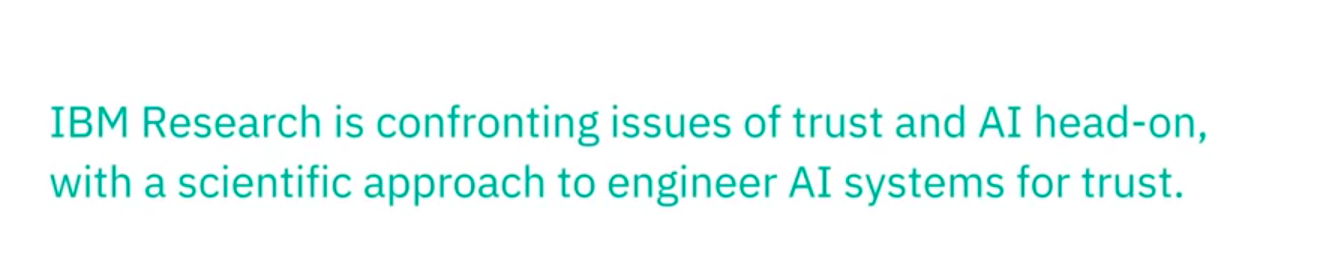 IBM Research is confronting issues of trust and AI head-on,
with a scientific approach to engineer AI systems for trust.